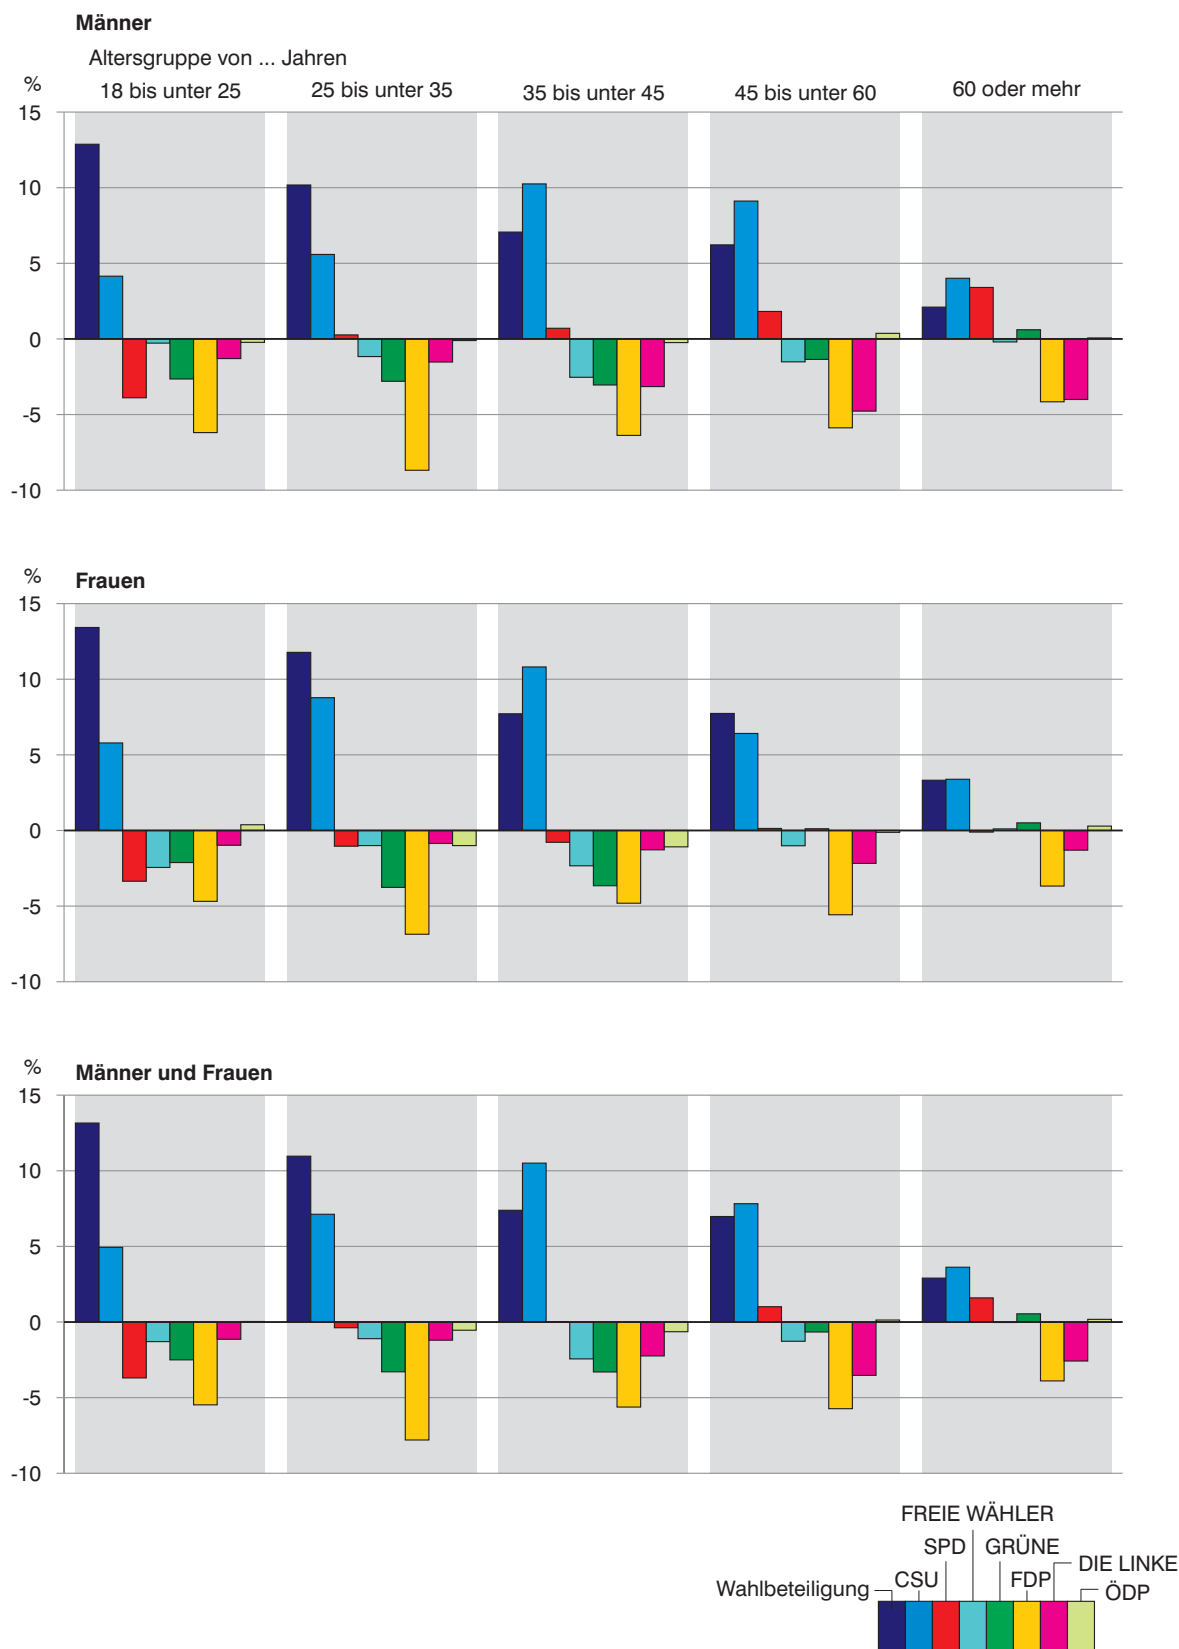 Männer
Altersgruppe von ... Jahren
%
18 bis unter 25 25 bis unter 35 35 bis unter 45 45 bis unter 60 60 oder mehr
15
10
5
0
-5
-10
%
Frauen
15
10
5
0
-5
-10
%
Männer und Frauen
15
10
5
0
-5
-10
FREIE WÄHLER
SPD GRÜNE
DIE LINKE
Wahlbeteiligung CSU FDP ÖDP